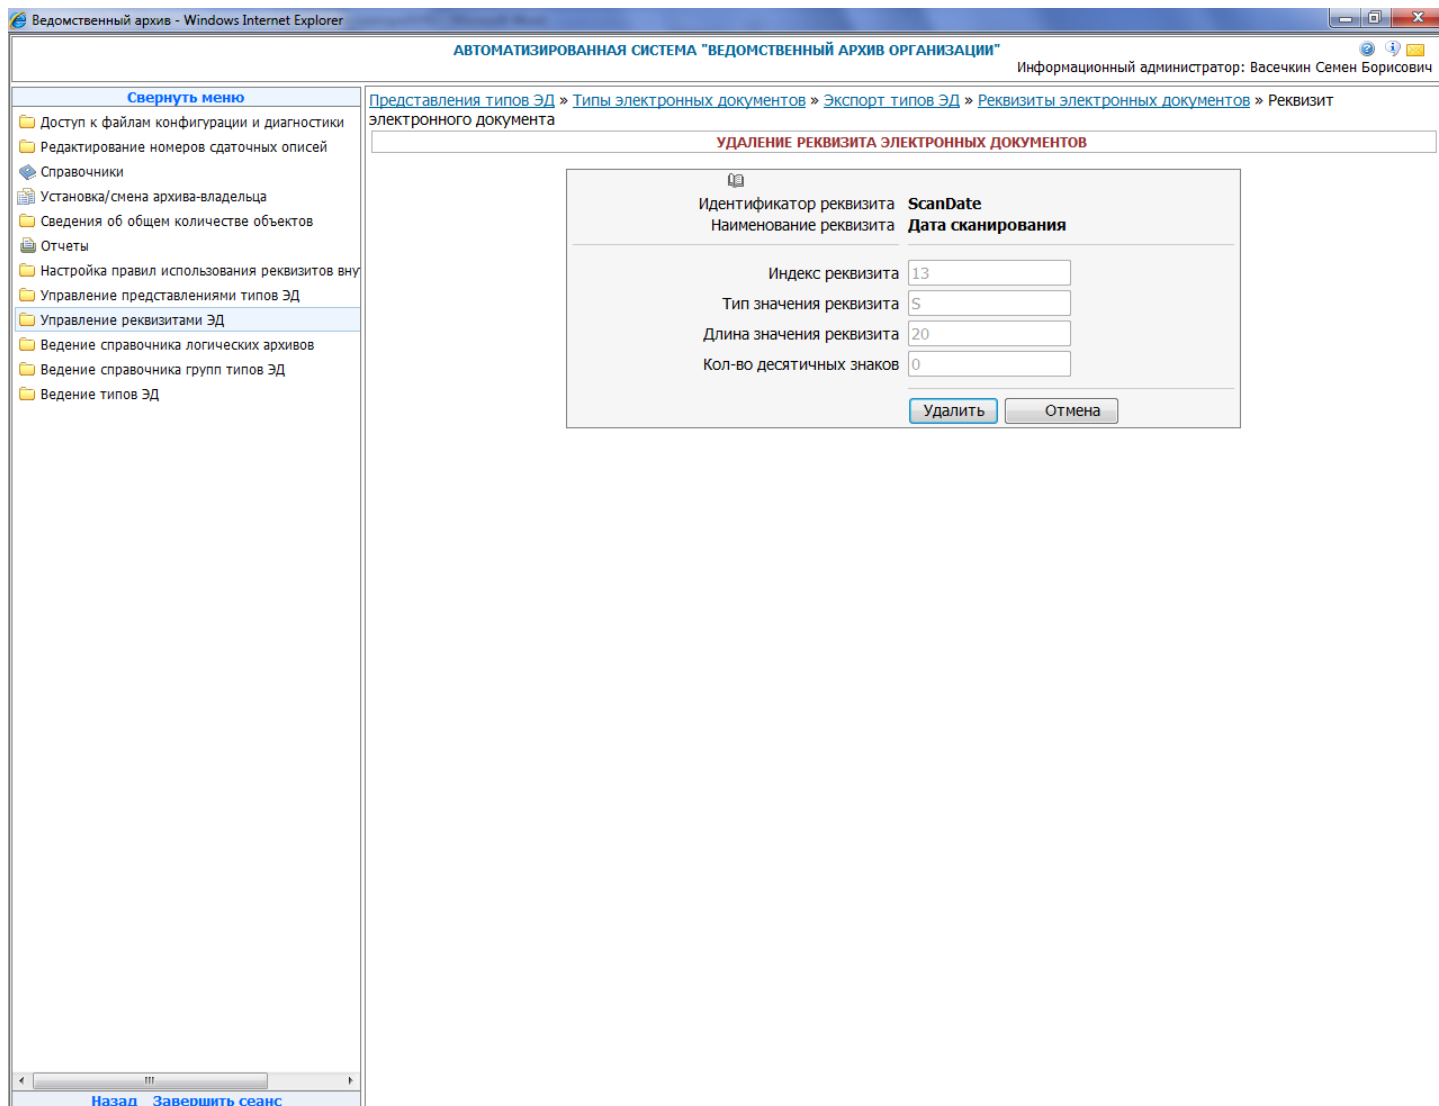 Ведомственный архив - Windows Internet Explorer
АВТОМАТИЗИРОВАННАЯ СИСТЕМА "ВЕДОМСТВЕННЫЙ АРХИВ ОРГАНИЗАЦИИ"
Информационный администратор: Васечкин Семен Борисович
Свернуть меню
Доступ к файлам конфигурации и диагностики
Редактирование номеров сдаточных описей
Справочники
Установка/смена архива-владельца
Сведения об общем количестве объектов
Отчеты
Настройка правил использования реквизитов вну
Управление представлениями типов ЭД
Управление реквизитами ЭД
Ведение справочника логических архивов
Ведение справочника групп типов ЭД
Ведение типов ЭД
Назад Завершить сеанс
Представления типов ЭД » Типы электронных документов » Экспорт типов ЭД » Реквизиты электронных документов » Реквизит
электронного документа
УДАЛЕНИЕ РЕКВИЗИТА ЭЛЕКТРОННЫХ ДОКУМЕНТОВ
Идентификатор реквизита ScanDate
Наименование реквизита Дата сканирования
Индекс реквизита 13
Тип значения реквизита S
Длина значения реквизита 20
Кол-во десятичных знаков 0
Удалить Отмена